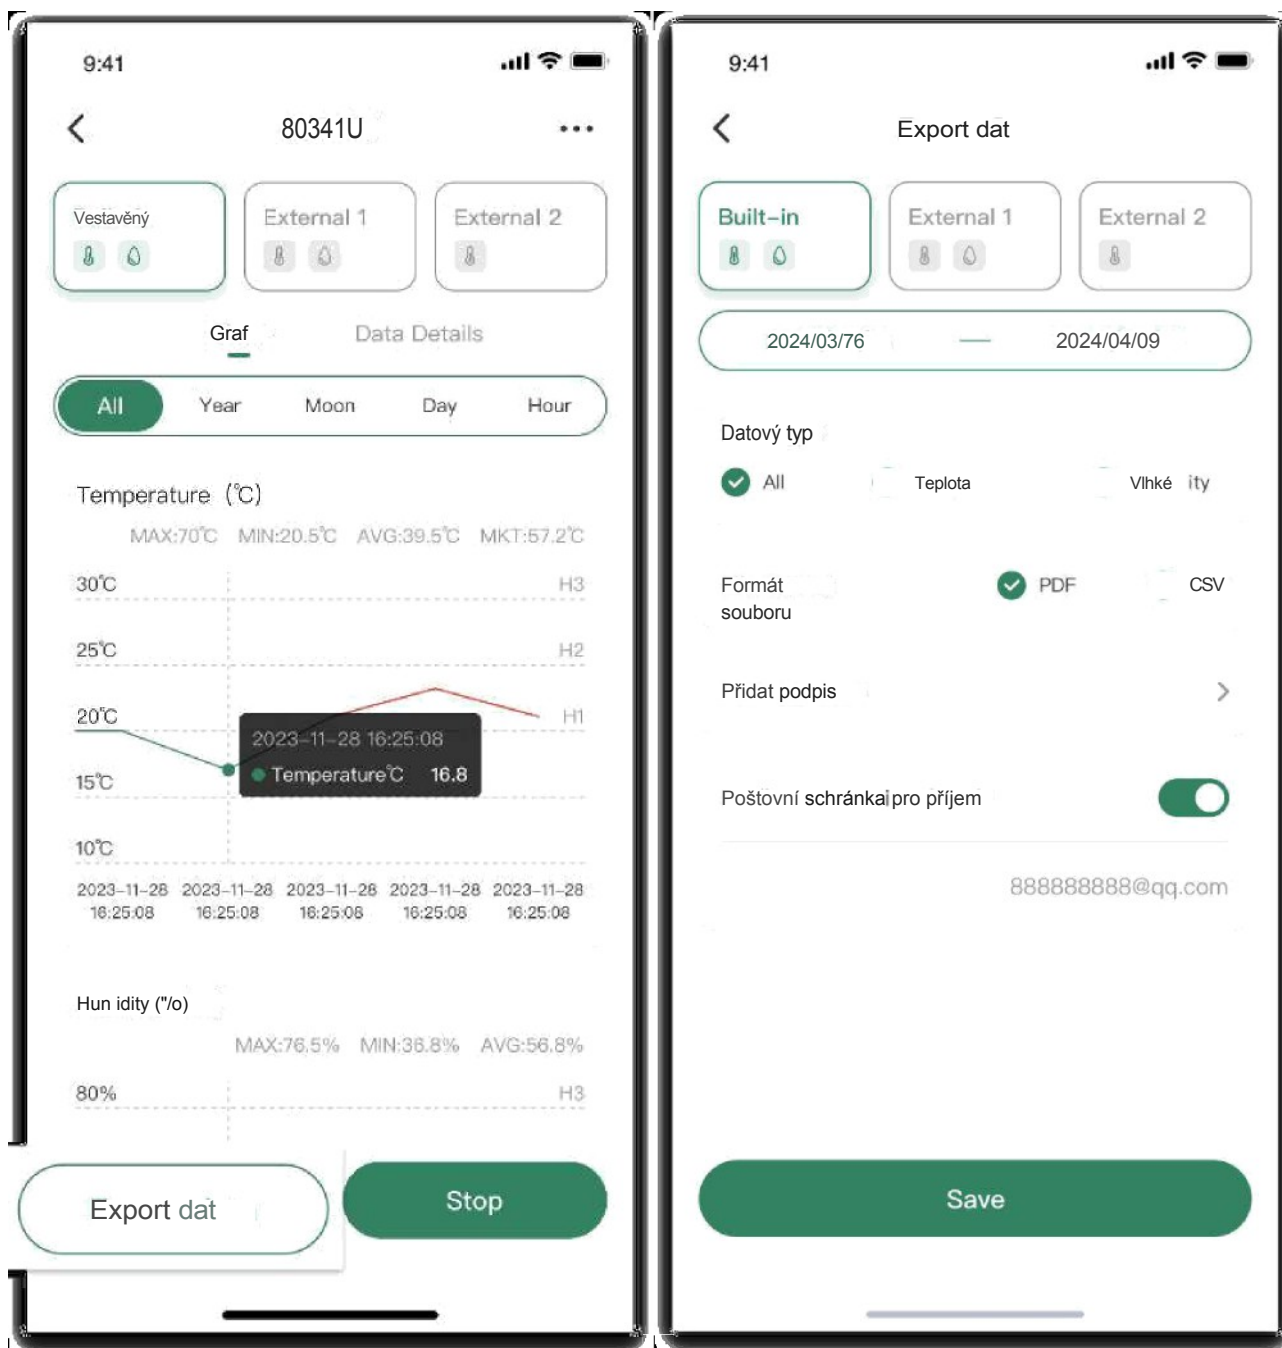 9:41
80341U
Vestavěný
External 1
External 2
Graf
Data Details
All
Year
Moon
Day
Hour
Temperature (℃)
MAX:70℃ MIN:20.5℃ AVG:39.5℃ MKT:57.2℃
30℃ H3
25℃ H2
20℃ H1
2023-11-28 16:25:08
Temperature℃ 16.8
15℃
10℃
2023-11-28 2023-11-28 2023-11-28 2023-11-28 2023-11-28
16:25:08 16:25:08 16:25:08 16:25:08 16:25:08
Hun idity ("/o)
MAX:76.5% MIN:36.8% AVG:56.8%
80% H3
Export dat
Stop
9:41
Export dat
Built-in
External 1
External 2
2024/03/76 — 2024/04/09
Datový typ
All
Teplota
Vlhké ity
Formát
souboru
PDF
CSV
Přidat podpis
Poštovní schránka pro příjem
888888888@qq.com
Save